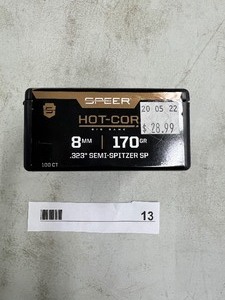 SPEER
HOT-COR
BIG GAME
20 05 22
$ 28.99
8MM 170GR
.323" SEMI-SPITZER SP
100 CT
13